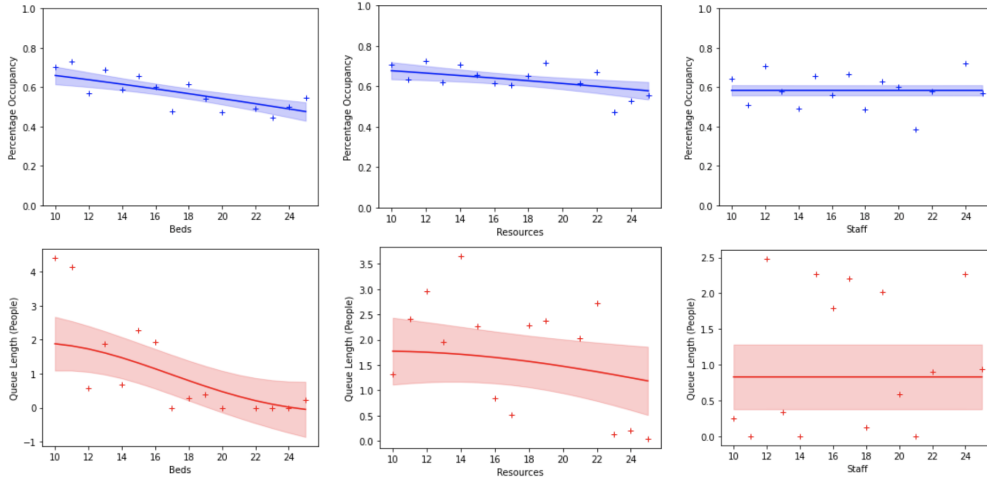 1.0
0.8
0.6
0.4
0.2
0.0
Percentage Occupancy
10 12 14 16 18 20 22 24
Beds
1.0
0.8
0.6
0.4
0.2
0.0
Percentage Occupancy
10 12 14 16 18 20 22 24
Resources
1.0
0.8
0.6
0.4
0.2
0.0
Percentage Occupancy
10 12 14 16 18 20 22 24
Staff
4
3
2
1
0
−1
Queue Length (People)
10 12 14 16 18 20 22 24
Beds
3.5
3.0
2.5
2.0
1.5
1.0
0.5
0.0
Queue Length (People)
10 12 14 16 18 20 22 24
Resources
2.5
2.0
1.5
1.0
0.5
0.0
Queue Length (People)
10 12 14 16 18 20 22 24
Staff